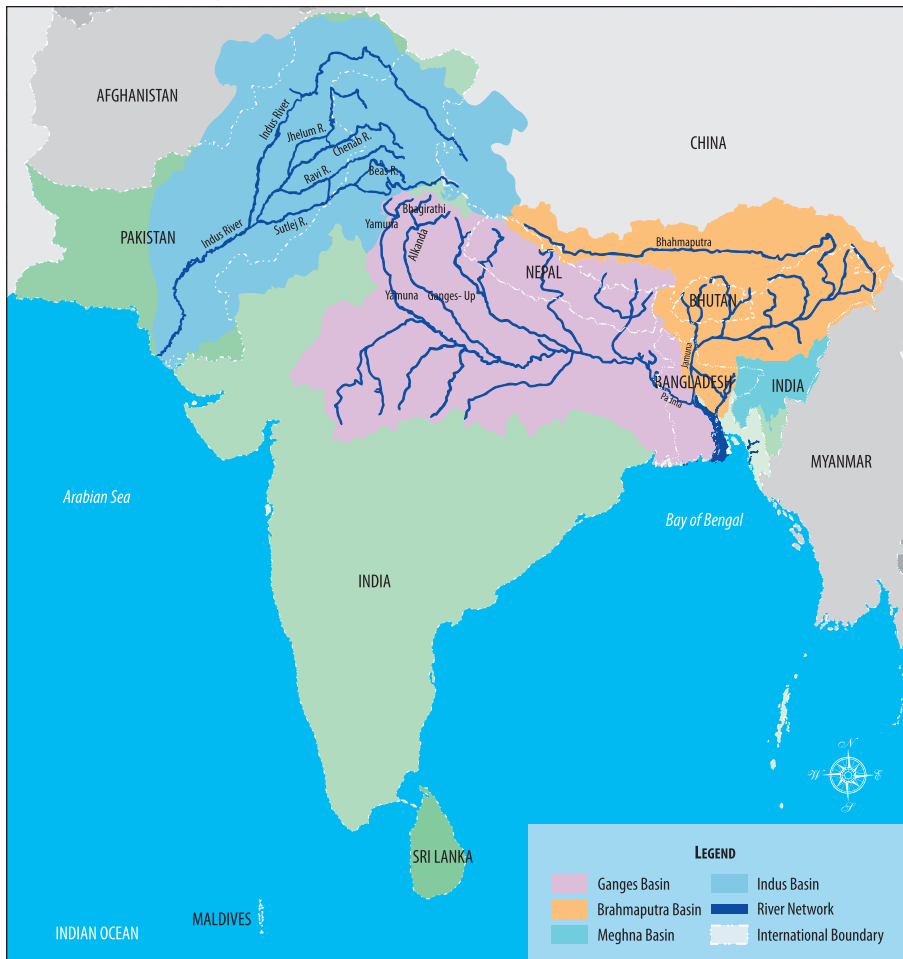 AFGHANISTAN
CHINA
PAKISTAN
Indus River
Jhelum R.
Chenab R.
Ravi R.
Beas R.
Indus River
Sutlej R.
Yamuna
Bhagirathi
Alkanda
Yamuna
Ganges- Up
NEPAL
Bhahmaputra
BHUTAN
Jamuna
BANGLADESH
INDIA
MYANMAR
Arabian Sea
Bay of Bengal
INDIA
SRI LANKA
MALDIVES
INDIAN OCEAN
N
W
E
S
LEGEND
Ganges Basin
Indus Basin
Brahmaputra Basin
River Network
Meghna Basin
International Boundary